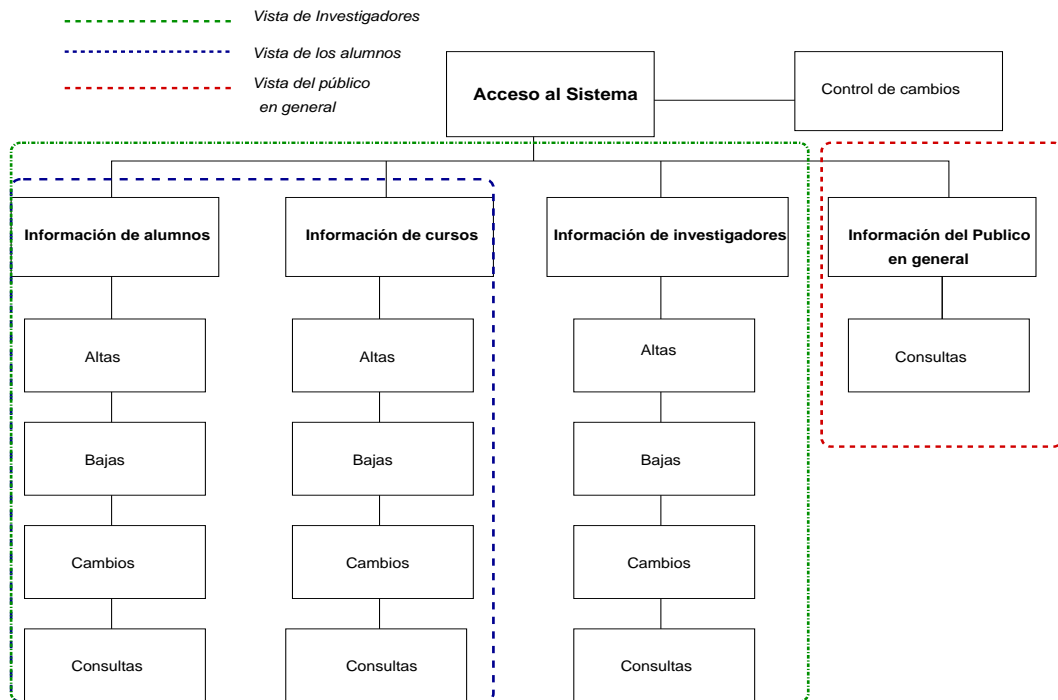 Vista de Investigadores
Vista de los alumnos
Vista del público
en general
Acceso al Sistema
Control de cambios
Información de alumnos
Información de cursos
Información de investigadores
Información del Publico
en general
Altas
Altas
Altas
Consultas
Bajas
Bajas
Bajas
Cambios
Cambios
Cambios
Consultas
Consultas
Consultas